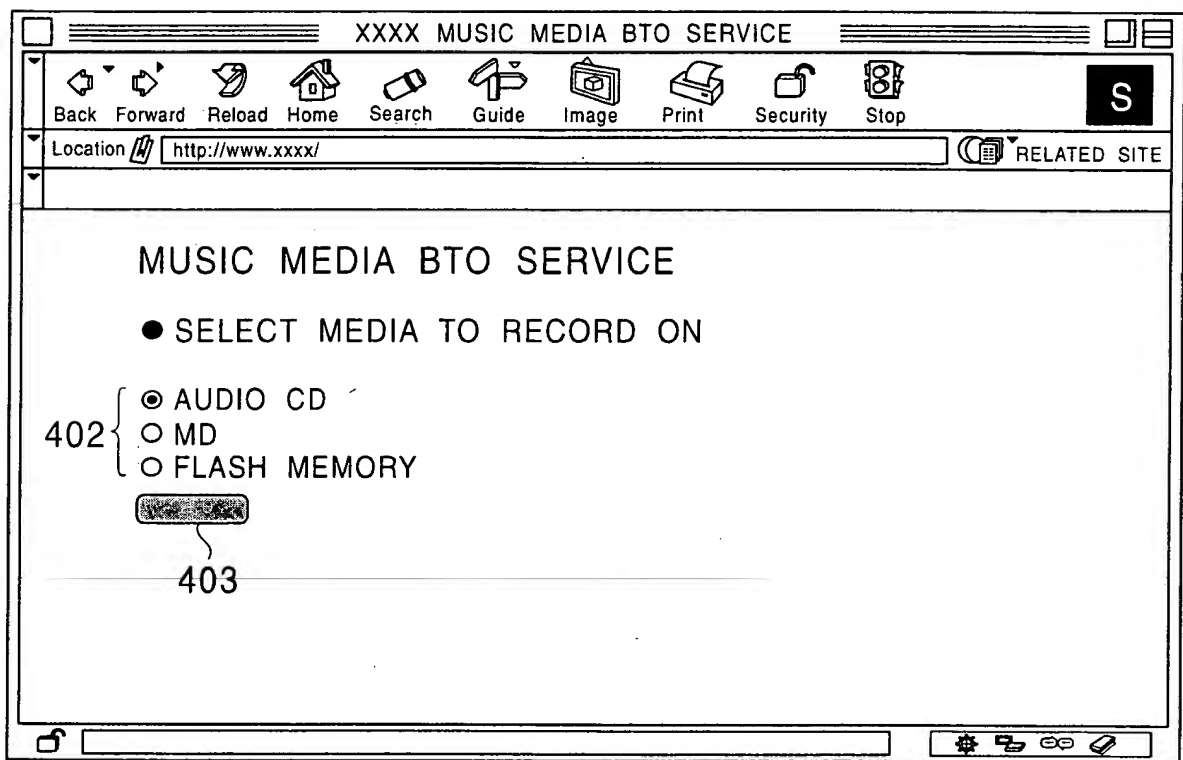 XXXX MUSIC MEDIA BTO SERVICE
Back Forward Reload Home Search Guide Image Print Security Stop
S
Location http://www.xxxx/ RELATED SITE
MUSIC MEDIA BTO SERVICE
● SELECT MEDIA TO RECORD ON
AUDIO CD
402 MD
FLASH MEMORY
403